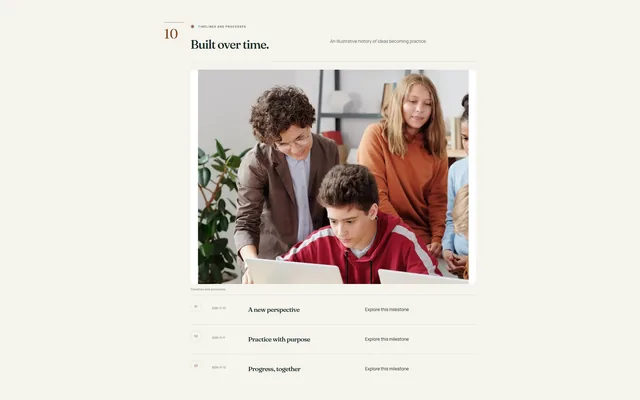 10
TIMELINES AND PROCESSES
Built over time.
An illustrative history of ideas becoming practice.
A new perspective
Explore this milestone
Practice with purpose
Explore this milestone
Progress, together
Explore this milestone